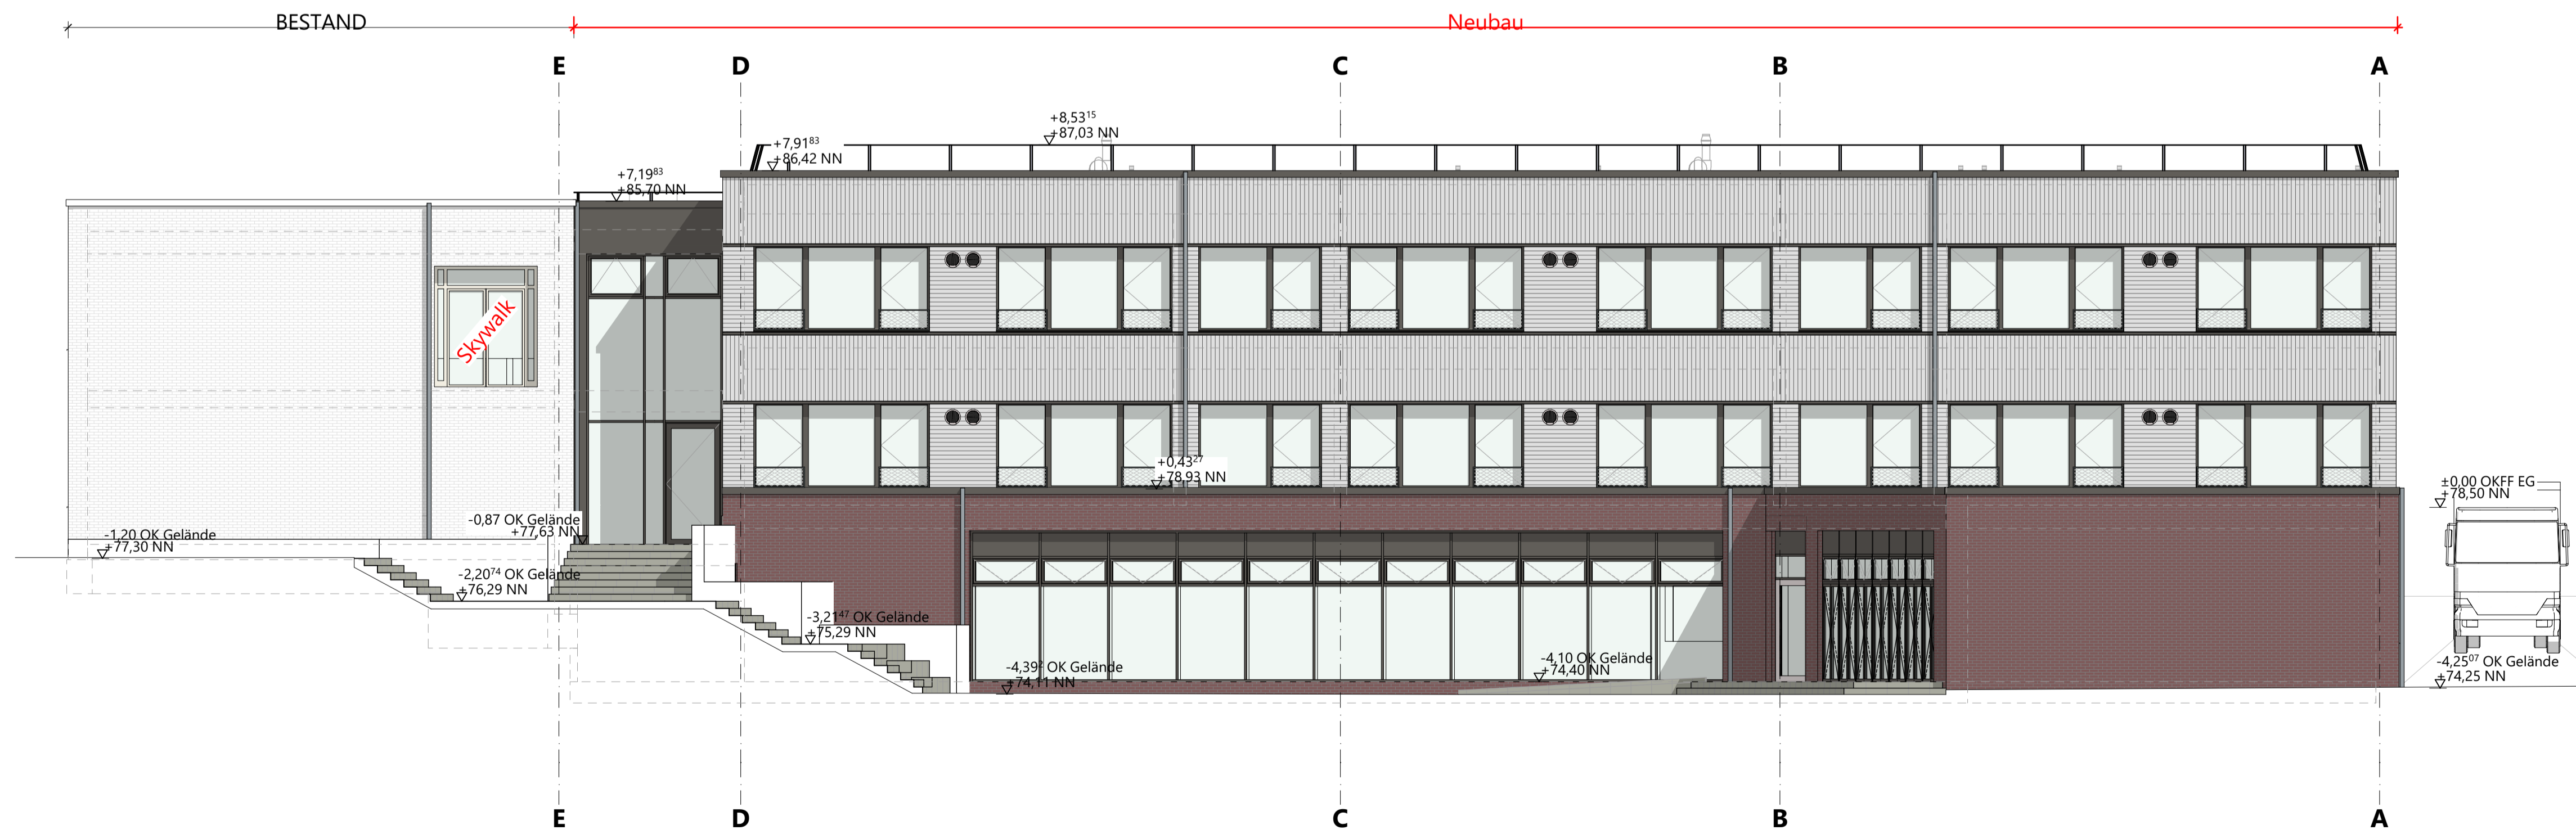 BESTAND
Neubau
E
D
C
B
A
+8,53¹⁵
+87,03 NN
+7,91⁸³
+86,42 NN
+7,19⁸³
+85,70 NN
Skywalk
+0,43²⁷
+78,93 NN
±0,00 OKFF EG
+78,50 NN
-0,87 OK Gelände
+77,63 NN
-1,20 OK Gelände
+77,30 NN
-2,20⁷⁴ OK Gelände
+76,29 NN
-3,21⁴⁷ OK Gelände
+75,29 NN
-4,39² OK Gelände
+74,11 NN
-4,10 OK Gelände
+74,40 NN
-4,25⁰⁷ OK Gelände
+74,25 NN
E
D
C
B
A